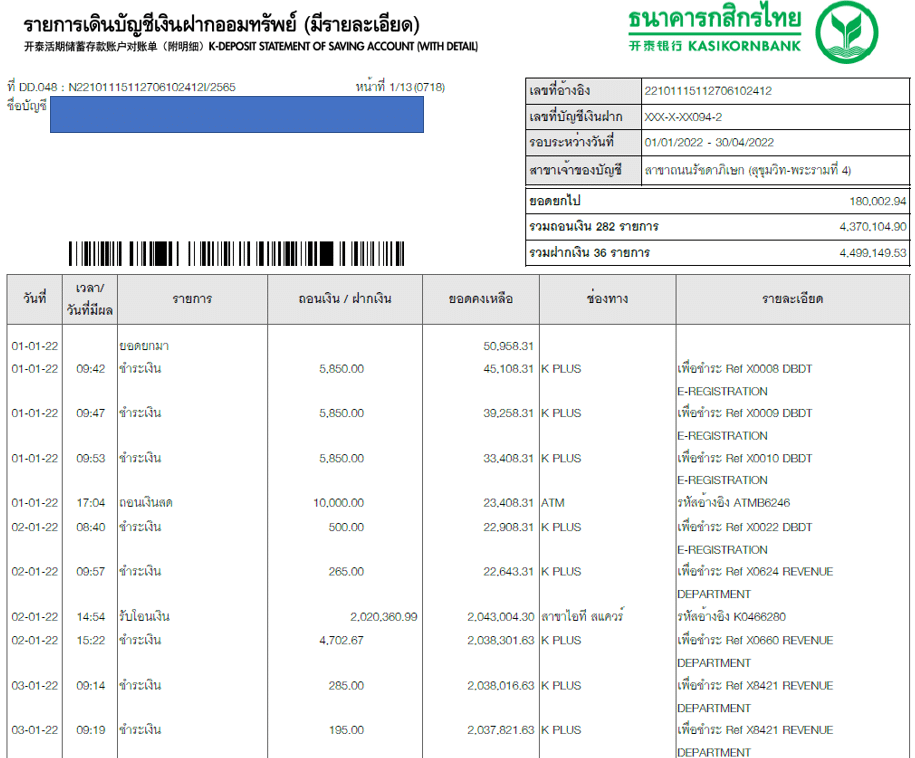 รายการเดินบัญชีเงินฝากออมทรัพย์ (มีรายละเอียด)
开泰活期储蓄存款账户对账单（附明细）K-DEPOSIT STATEMENT OF SAVING ACCOUNT (WITH DETAIL)
ธนาคารกสิกรไทย
开泰银行 KASIKORNBANK
ที่ DD.048 : N22101115112706102412I/2565 หน้าที่ 1/13 (0718)
ชื่อบัญชี
เลขที่อ้างอิง 22101115112706102412
เลขที่บัญชีเงินฝาก XXX-X-XX094-2
รอบระหว่างวันที่ 01/01/2022 - 30/04/2022
สาขาเจ้าของบัญชี สาขาถนนรัชดาภิเษก (สุขุมวิท-พระรามที่ 4)
ยอดยกไป 180,002.94
รวมถอนเงิน 282 รายการ 4,370,104.90
รวมฝากเงิน 36 รายการ 4,499,149.53
วันที่ เวลา/ รายการ ถอนเงิน / ฝากเงิน ยอดคงเหลือ ช่องทาง รายละเอียด
วันที่มีผล
01-01-22 ยอดยกมา 50,958.31
01-01-22 09:42 ชำระเงิน 5,850.00 45,108.31 K PLUS เพื่อชำระ Ref X0008 DBDT
E-REGISTRATION
01-01-22 09:47 ชำระเงิน 5,850.00 39,258.31 K PLUS เพื่อชำระ Ref X0009 DBDT
E-REGISTRATION
01-01-22 09:53 ชำระเงิน 5,850.00 33,408.31 K PLUS เพื่อชำระ Ref X0010 DBDT
E-REGISTRATION
01-01-22 17:04 ถอนเงินสด 10,000.00 23,408.31 ATM รหัสอ้างอิง ATMB6246
02-01-22 08:40 ชำระเงิน 500.00 22,908.31 K PLUS เพื่อชำระ Ref X0022 DBDT
E-REGISTRATION
02-01-22 09:57 ชำระเงิน 265.00 22,643.31 K PLUS เพื่อชำระ Ref X0624 REVENUE
DEPARTMENT
02-01-22 14:54 รับโอนเงิน 2,020,360.99 2,043,004.30 สาขาไอที สแควร์ รหัสอ้างอิง K0466280
02-01-22 15:22 ชำระเงิน 4,702.67 2,038,301.63 K PLUS เพื่อชำระ Ref X0660 REVENUE
DEPARTMENT
03-01-22 09:14 ชำระเงิน 285.00 2,038,016.63 K PLUS เพื่อชำระ Ref X8421 REVENUE
DEPARTMENT
03-01-22 09:19 ชำระเงิน 195.00 2,037,821.63 K PLUS เพื่อชำระ Ref X8421 REVENUE
DEPARTMENT